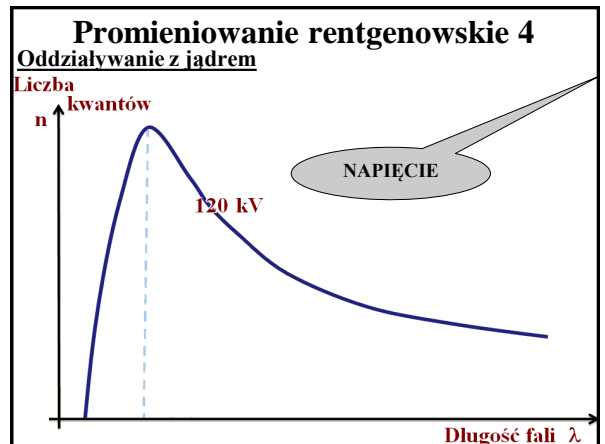 Promieniowanie rentgenowskie 4
Oddziaływanie z jądrem
Liczba
kwantów
n
NAPIĘCIE
120 kV
Długość fali λ